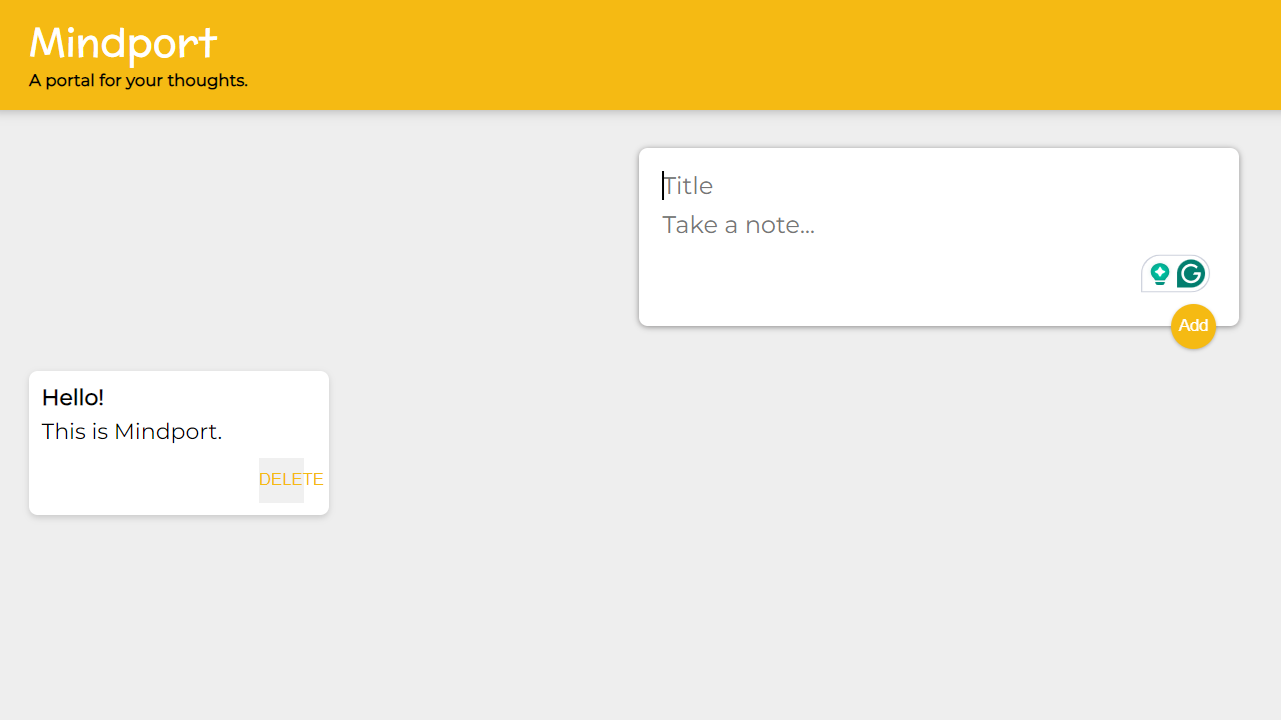 Mindport
A portal for your thoughts.
Title
Take a note...
Add
Hello!
This is Mindport.
DELETE